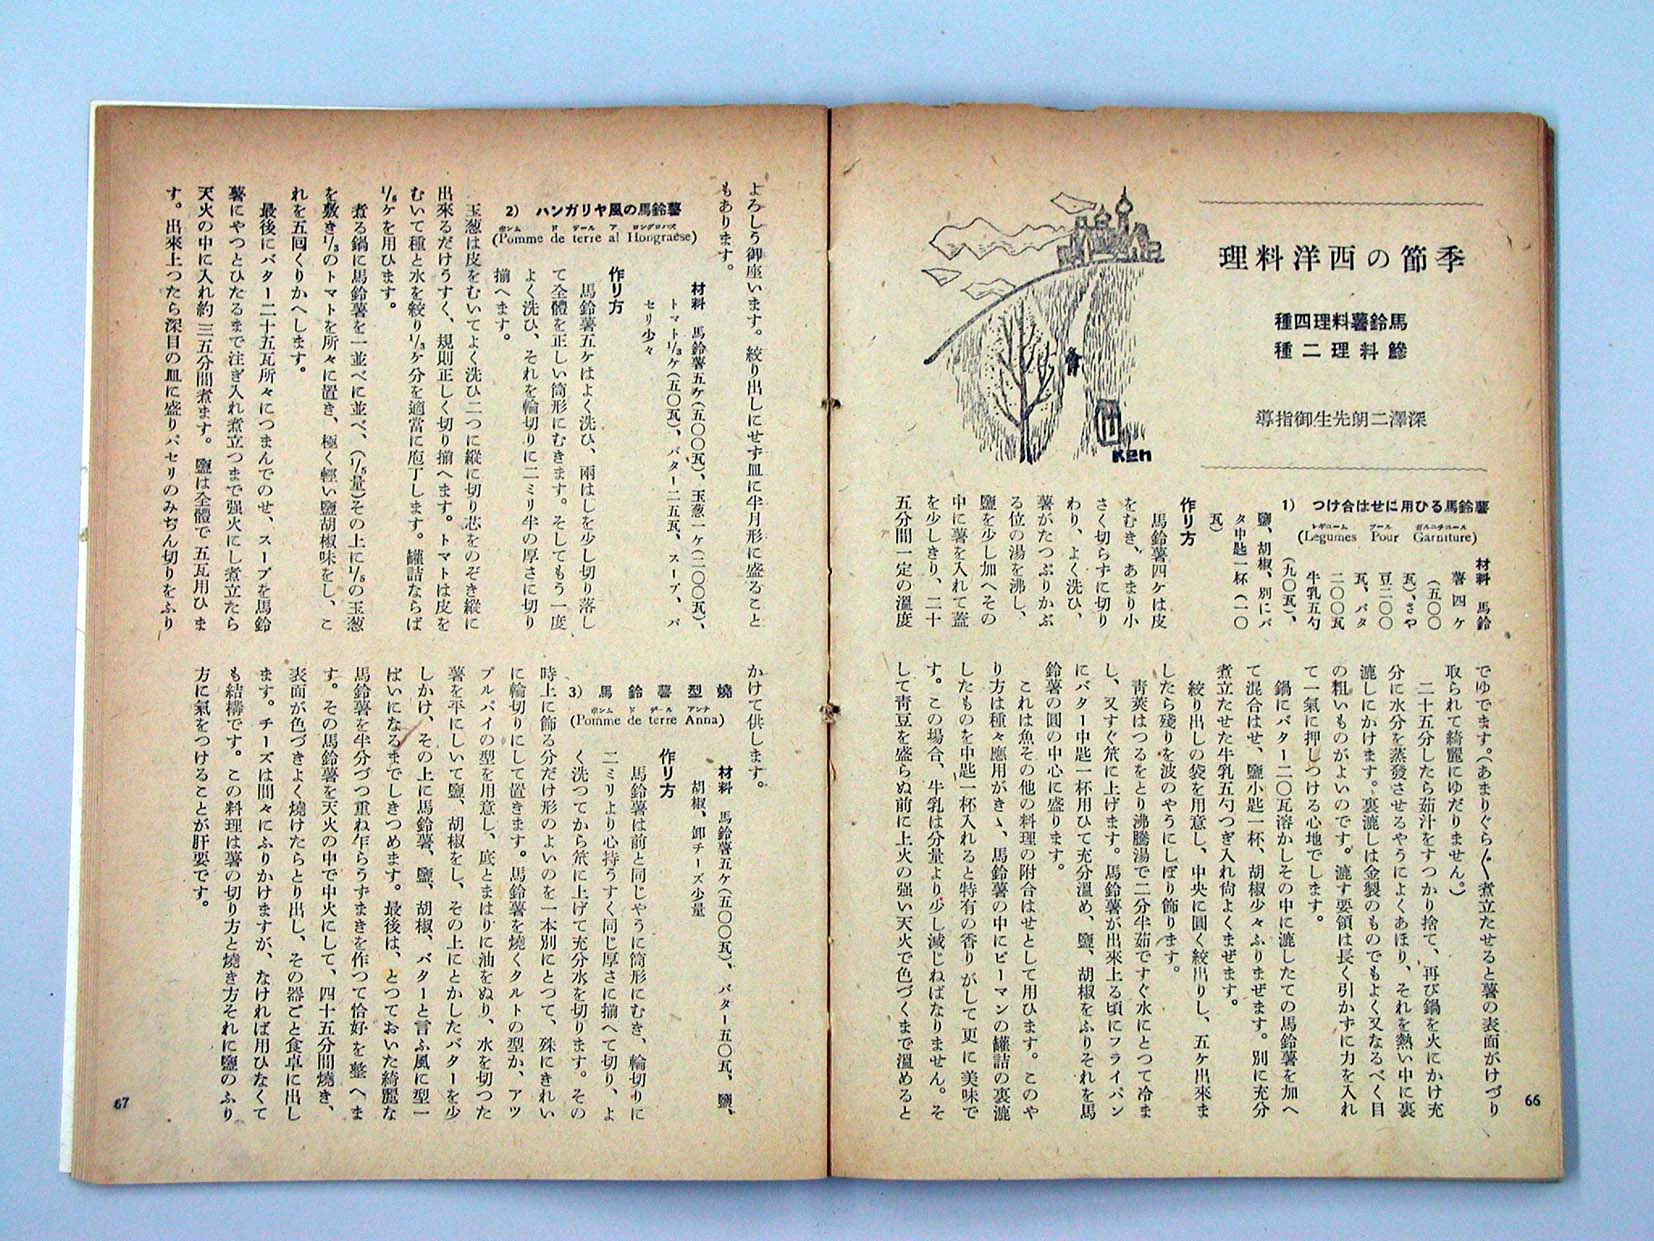 理料洋西の節季
種四理料薯鈴馬
種二理料鰺
導指御生先朗二澤深
Ken
1) つけ合はせに用ひる馬鈴薯
レギューム プール ガルニチュール
(Legumes Pour Garniture)
材料 馬鈴
薯四ケ
(五〇〇
瓦)、さや
豆二〇〇
瓦、バタ
二〇〇瓦
牛乳五勺
(九〇瓦)、
鹽、胡椒、別にバ
タ中匙一杯(一〇
瓦)
作リ方
馬鈴薯四ケは皮
をむき、あまり小
さく切らずに切り
わり、よく洗ひ、
薯がたつぷりかぶ
る位の湯を沸し、
鹽を少し加へその
中に薯を入れて蓋
を少しきり、二十
五分間一定の溫度
でゆでます。(あまりぐら〱煮立たせると薯の表面がけづり
取られて綺麗にゆだりません。)
二十五分したら茹汁をすつかり捨て、再び鍋を火にかけ充
分に水分を蒸發させるやうによくあほり、それを熱い中に裏
漉しにかけます。裏漉しは金製のものでもよく又なるべく目
の粗いものがよいのです。漉す要領は長く引かずに力を入れ
て一氣に押しつける心地でします。
鍋にバター二〇瓦溶かしその中に漉したての馬鈴薯を加へ
て混合はせ、鹽小匙一杯、胡椒少々ふりまぜます。別に充分
煮立たせた牛乳五勺つぎ入れ尙よくまぜます。
絞り出しの袋を用意し、中央に圓く絞出りし、五ケ出來ま
したら殘りを波のやうにしぼり飾ります。
靑莢はつるをとり沸騰湯で二分半茹ですぐ水にとつて冷ま
し、又すぐ笊に上げます。馬鈴薯が出來上る頃にフライパン
にバター中匙一杯用ひて充分溫め、鹽、胡椒をふりそれを馬
鈴薯の圓の中心に盛ります。
これは魚その他の料理の附合はせとして用ひます。このや
り方は種々應用がきゝ、馬鈴薯の中にピーマンの罐詰の裏漉
したものを中匙一杯入れると特有の香りがして更に美味で
す。この場合、牛乳は分量より少し減じねばなりません。そ
して靑豆を盛らぬ前に上火の强い天火で色づくまで溫めると
66
よろしう御座います。絞り出しにせず皿に半月形に盛ること
もあります。
2) ハンガリヤ風の馬鈴薯
ポンム ド テール ア ロングロハズ
(Pomme de terre al Hongraese)
材料 馬鈴薯五ケ(五〇〇瓦)、玉葱一ケ(二〇〇瓦)、
トマト1/3ケ(五〇瓦)、バター二五瓦、スープ、パ
セリ少々
作リ方
馬鈴薯五ケはよく洗ひ、兩はしを少し切り落し
て全體を正しい筒形にむきます。そしてもう一度
よく洗ひ、それを輪切りに二ミリ半の厚さに切り
揃へます。
玉葱は皮をむいてよく洗ひ二つに縱に切り芯をのぞき縱に
出來るだけうすく、規則正しく切り揃へます。トマトは皮を
むいて種と水を絞り1/3ケ分を適當に庖丁します。罐詰ならば
1/5ケを用ひます。
煮る鍋に馬鈴薯を一並べに並べ、(1/5量)その上に1/5の玉葱
を敷き1/3のトマトを所々に置き、極く輕い鹽胡椒味をし、こ
れを五囘くりかへします。
最後にバター二十五瓦所々につまんでのせ、スープを馬鈴
薯にやつとひたるまで注ぎ入れ煮立つまで强火にし煮立たら
天火の中に入れ約三五分間煮ます。鹽は全體で五瓦用ひま
す。出來上つたら深目の皿に盛りパセリのみぢん切りをふり
かけて供します。
3) 馬鈴薯型燒
ポンム ド テール アンナ
(Pomme de terre Anna)
材料 馬鈴薯五ケ(五〇〇瓦)、バター五〇瓦、鹽、
胡椒、卸チーズ少量
作リ方
馬鈴薯は前と同じやうに筒形にむき、輪切りに
二ミリより心持うすく同じ厚さに揃へて切り、よ
く洗つてから笊に上げて充分水を切ります。その
時上に飾る分だけ形のよいのを一本別にとつて、殊にきれい
に輪切りにして置きます。馬鈴薯を燒くタルトの型か、アツ
プルパイの型を用意し、底とまはりに油をぬり、水を切つた
薯を平にしいて鹽、胡椒をし、その上にとかしたバターを少
しかけ、その上に馬鈴薯、鹽、胡椒、バターと言ふ風に型一
ぱいになるまでしきつめます。最後は、とつておいた綺麗な
馬鈴薯を半分づつ重ね乍らうずまきを作つて恰好を整へま
す。その馬鈴薯を天火の中で中火にして、四十五分間燒き、
表面が色づきよく燒けたらとり出し、その器ごと食卓に出し
ます。チーズは間々にふりかけますが、なければ用ひなくて
も結構です。この料理は薯の切り方と燒き方それに鹽のふり
方に氣をつけることが肝要です。
67